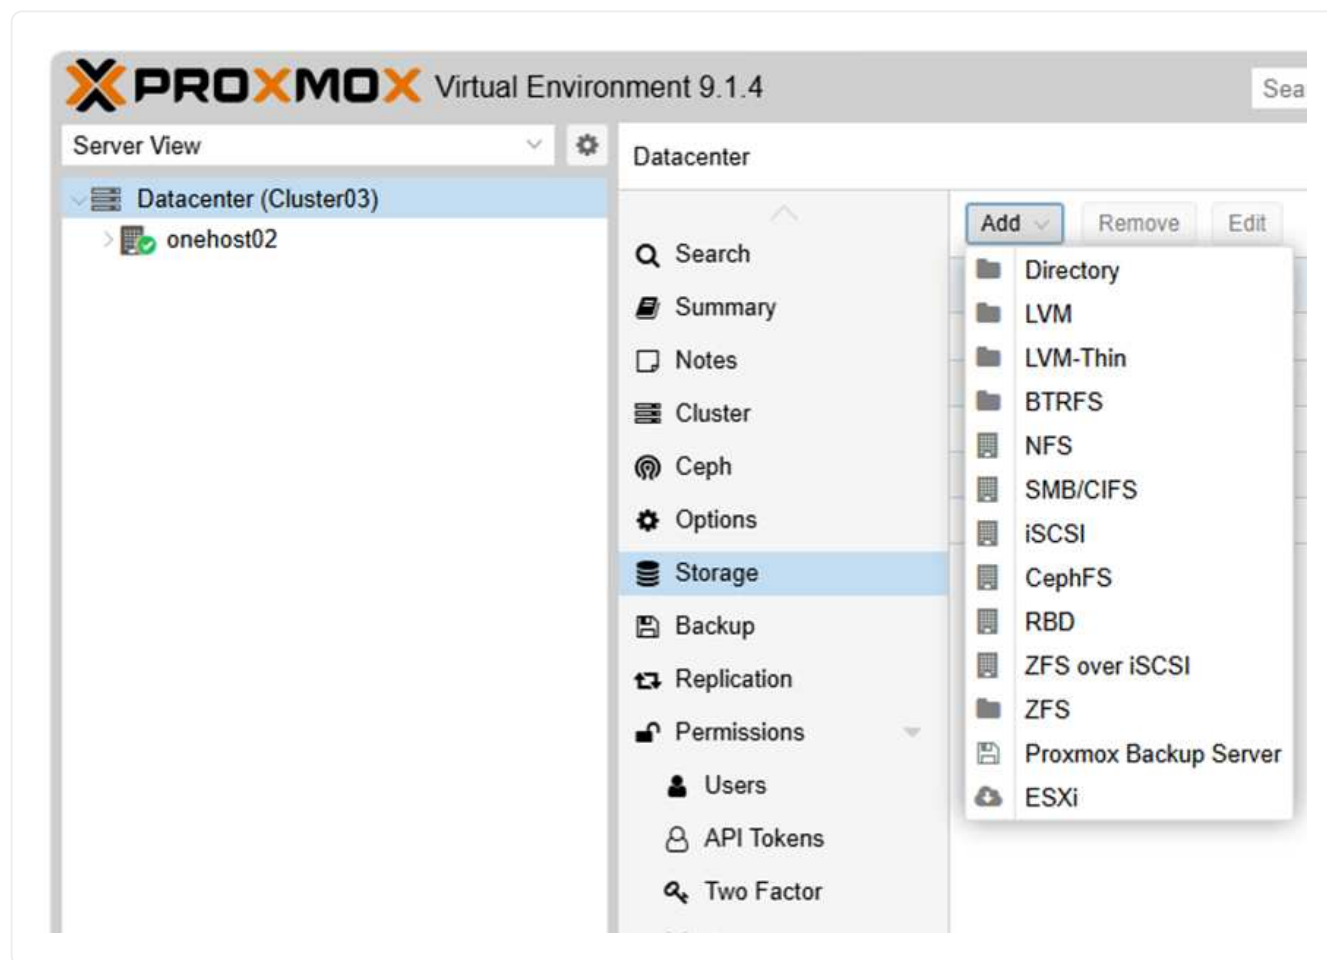 PROXMOX Virtual Environment 9.1.4
Sea
Server View
Datacenter
Datacenter (Cluster03)
onehost02
Search
Summary
Notes
Cluster
Ceph
Options
Storage
Backup
Replication
Permissions
Users
API Tokens
Two Factor
Add
Remove
Edit
Directory
LVM
LVM-Thin
BTRFS
NFS
SMB/CIFS
iSCSI
CephFS
RBD
ZFS over iSCSI
ZFS
Proxmox Backup Server
ESXi